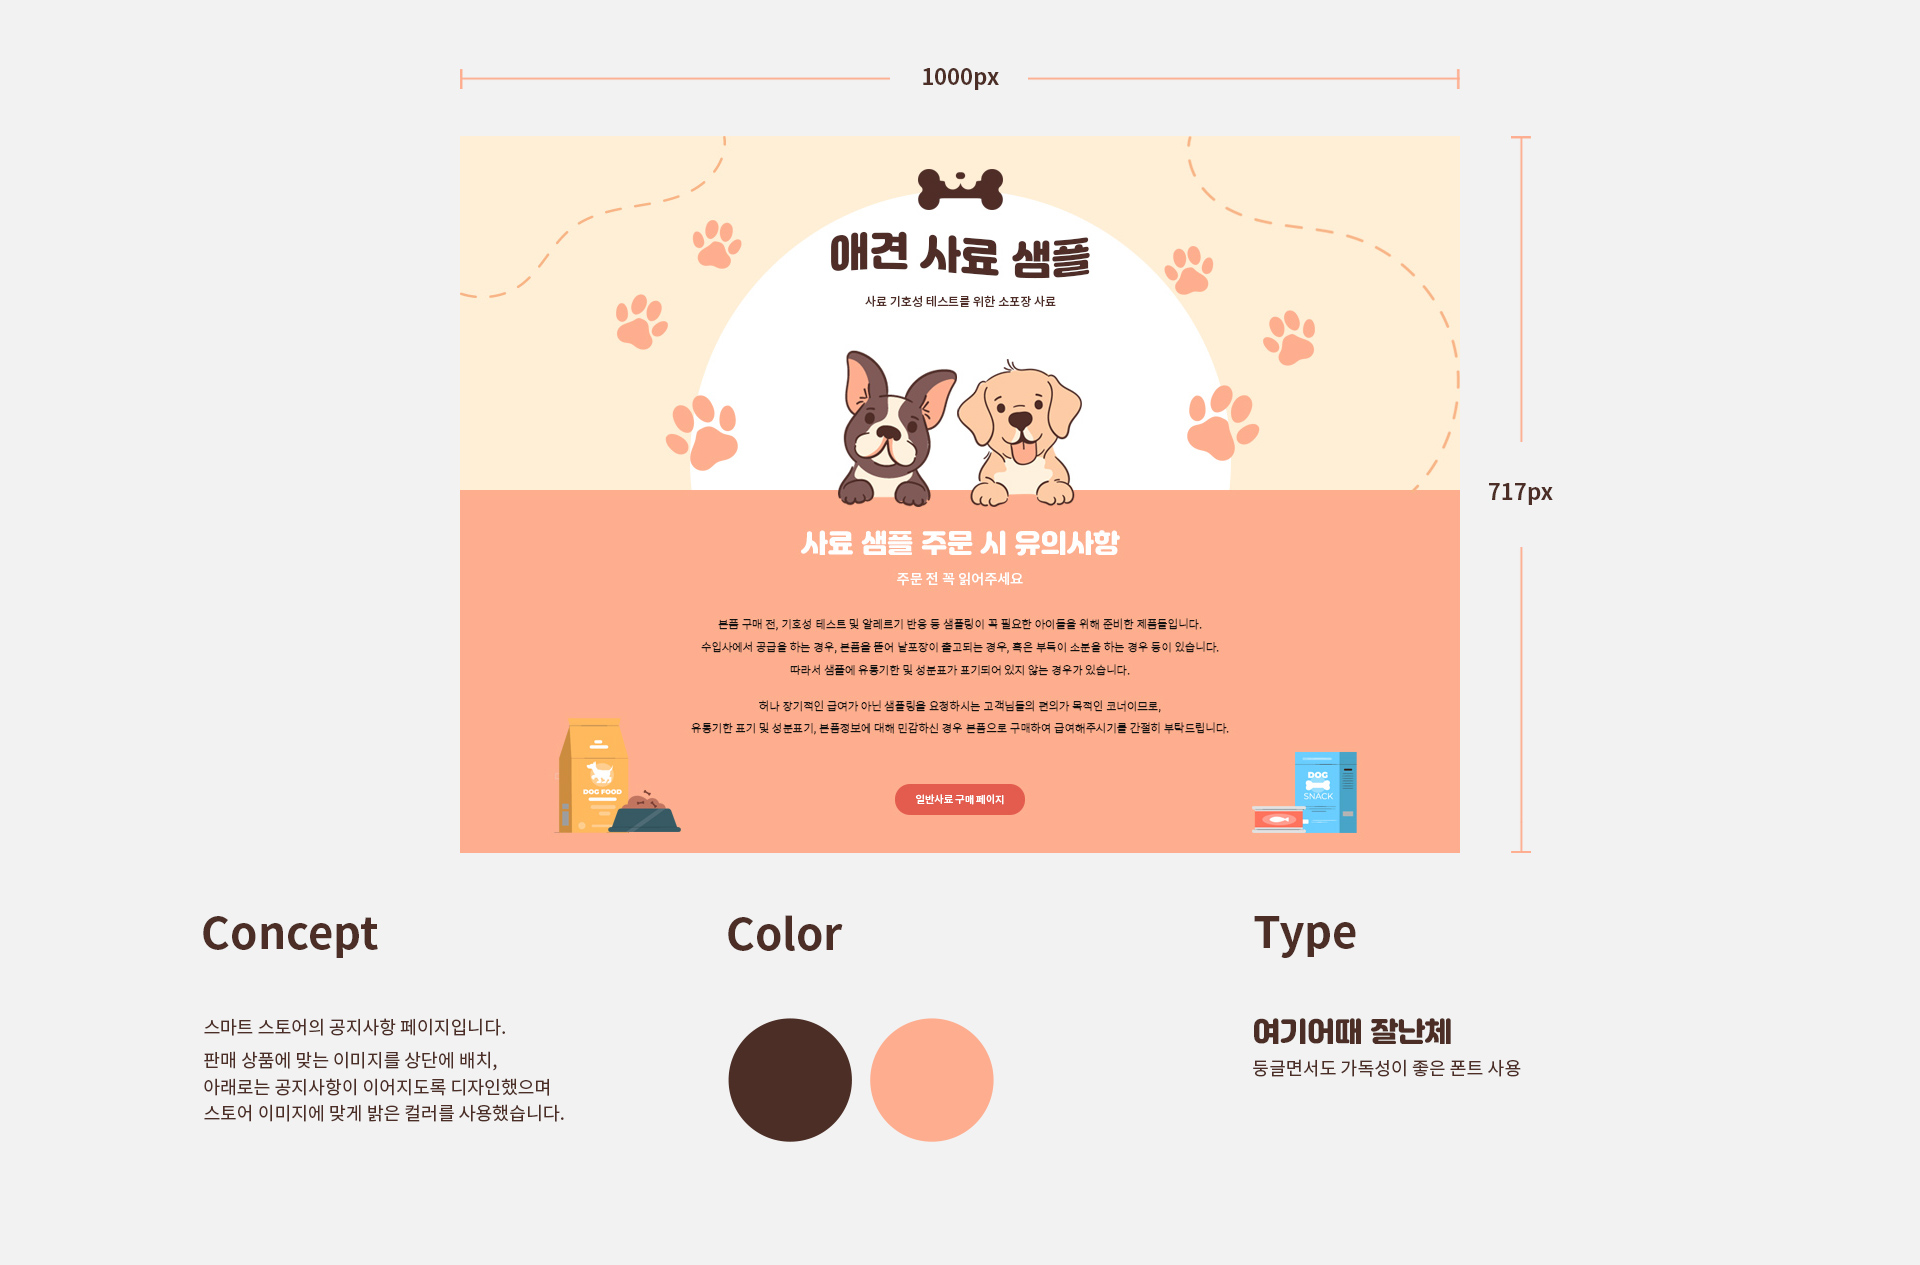 1000px
애견 사료 샘플
사료 기호성 테스트를 위한 소포장 사료
717px
사료 샘플 주문 시 유의사항
주문 전 꼭 읽어주세요
본품 구매 전, 기호성 테스트 및 알레르기 반응 등 샘플링이 꼭 필요한 아이들을 위해 준비한 제품들입니다.
수입사에서 공급을 하는 경우, 본품을 뜯어 낱포장이 출고되는 경우, 혹은 부득이 소분을 하는 경우 등이 있습니다.
따라서 샘플에 유통기한 및 성분표가 표기되어 있지 않는 경우가 있습니다.
허나 장기적인 급여가 아닌 샘플링을 요청하시는 고객님들의 편의가 목적인 코너이므로,
유통기한 표기 및 성분표기, 본품정보에 대해 민감하신 경우 본품으로 구매하여 급여해주시기를 간절히 부탁드립니다.
DOG FOOD
DOG
SNACK
일반사료 구매 페이지
Concept
스마트 스토어의 공지사항 페이지입니다.
판매 상품에 맞는 이미지를 상단에 배치,
아래로는 공지사항이 이어지도록 디자인했으며
스토어 이미지에 맞게 밝은 컬러를 사용했습니다.
Color
Type
여기어때 잘난체
둥글면서도 가독성이 좋은 폰트 사용